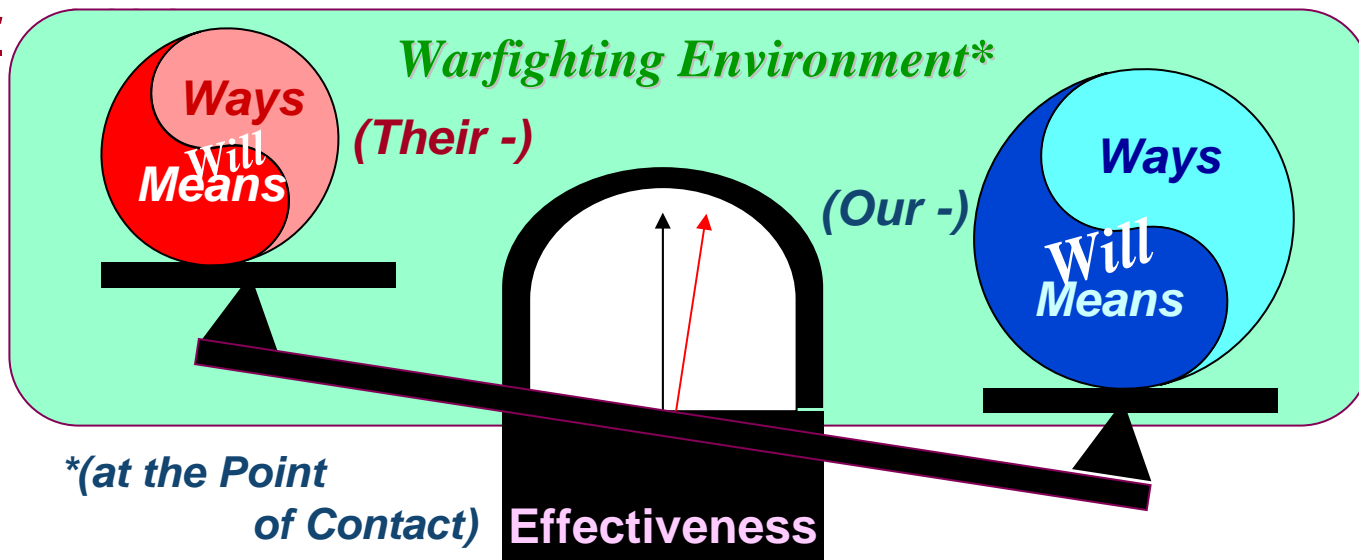 Warfighting Environment*
Ways
Will
Means
(Their -)
(Our -)
Ways
Will
Means
*(at the Point
of Contact)
Effectiveness